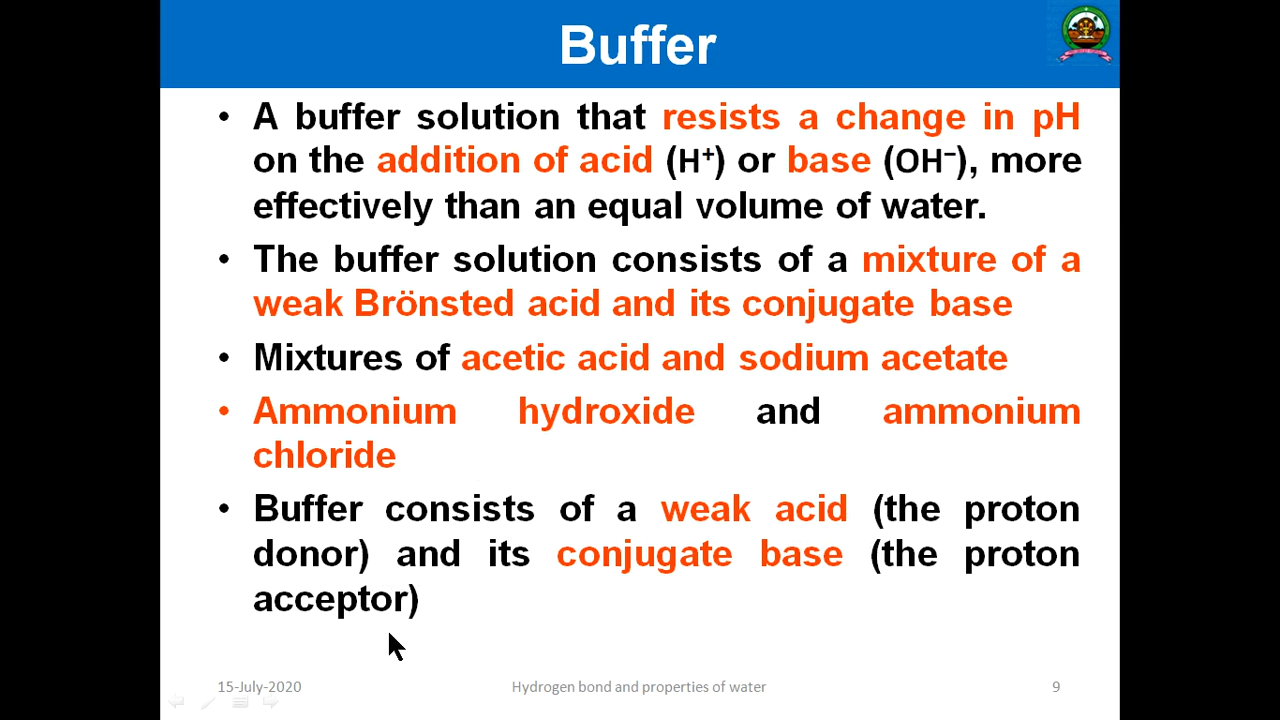 Buffer
• A buffer solution that resists a change in pH
on the addition of acid (H⁺) or base (OH⁻), more
effectively than an equal volume of water.
• The buffer solution consists of a mixture of a
weak Brönsted acid and its conjugate base
• Mixtures of acetic acid and sodium acetate
• Ammonium hydroxide and ammonium
chloride
• Buffer consists of a weak acid (the proton
donor) and its conjugate base (the proton
acceptor)
15-July-2020 Hydrogen bond and properties of water 9